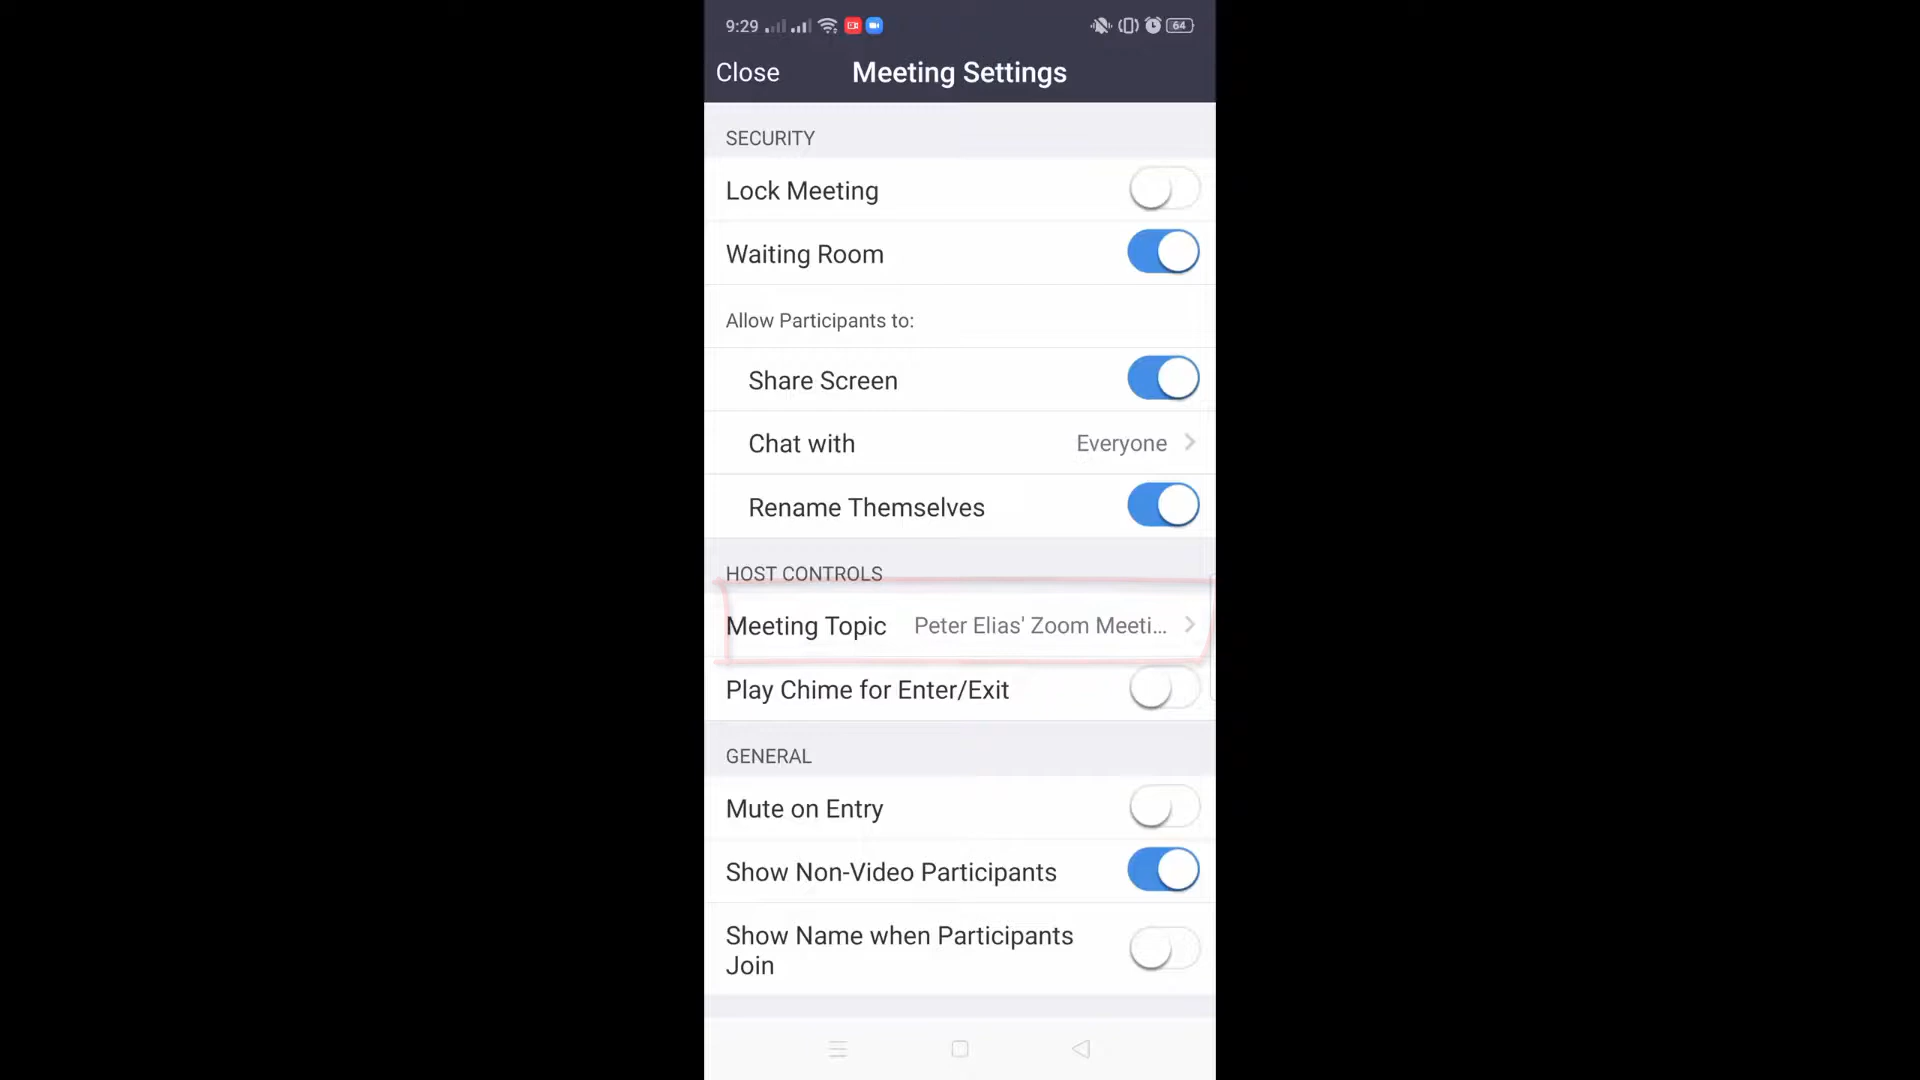 9:29 64
Close Meeting Settings
SECURITY
Lock Meeting
Waiting Room
Allow Participants to:
Share Screen
Chat with Everyone
Rename Themselves
HOST CONTROLS
Meeting Topic Peter Elias' Zoom Meeti...
Play Chime for Enter/Exit
GENERAL
Mute on Entry
Show Non-Video Participants
Show Name when Participants
Join